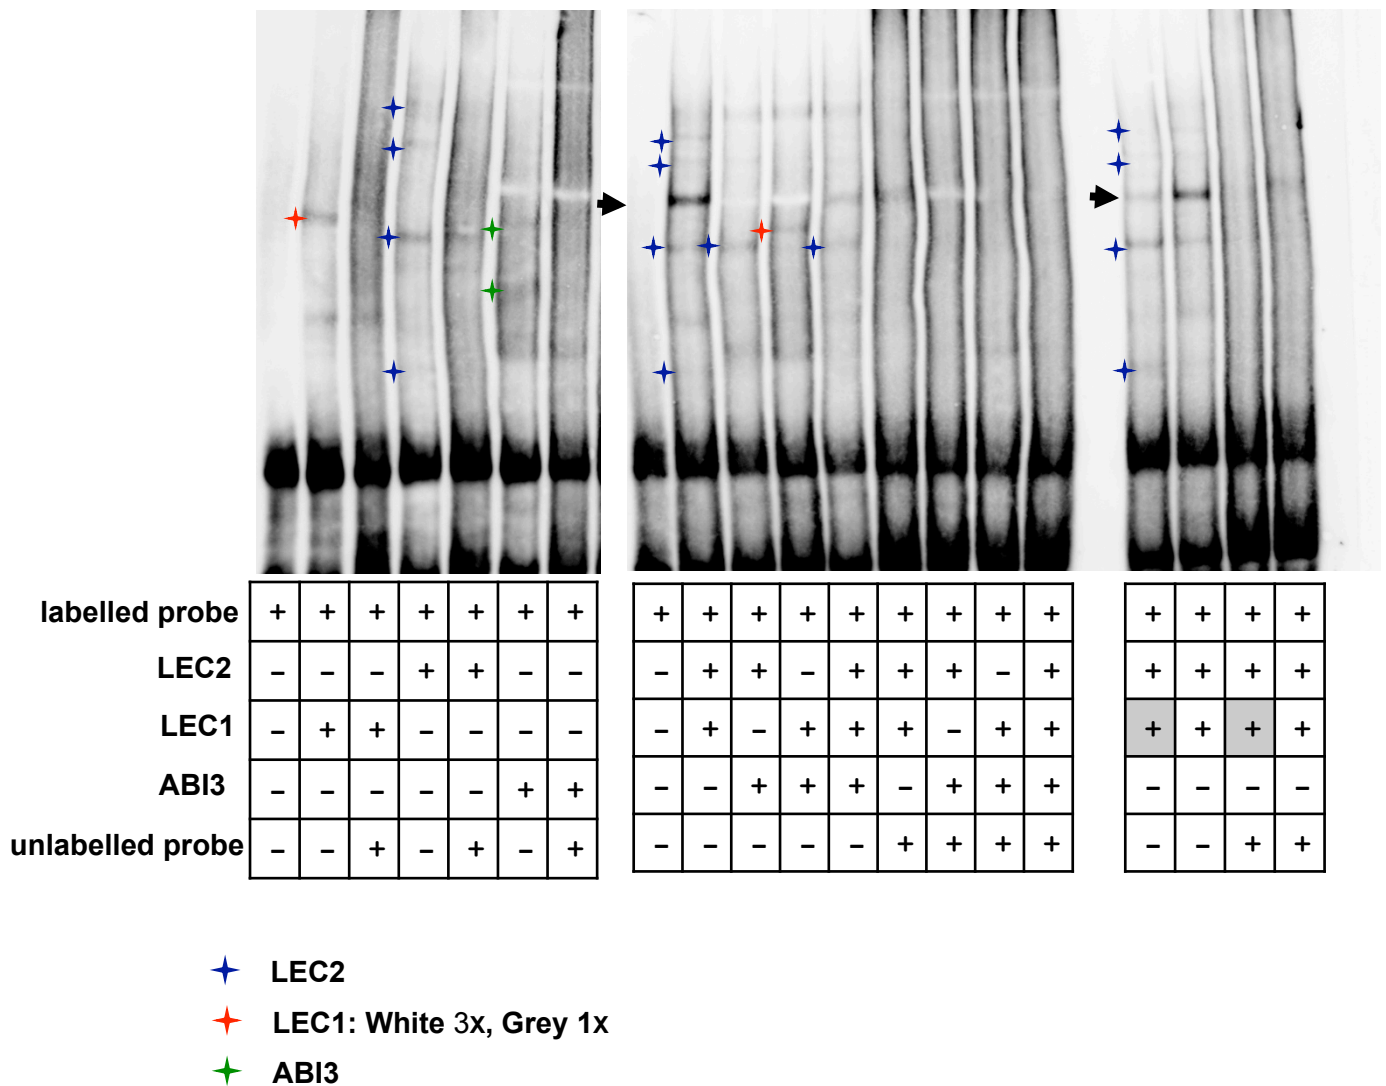 labelled probe + + + + + + + + + + + + + + + + + + + +
LEC2 – – – + + – – – + + – + + + – + + + + +
LEC1 – + + – – – – – + – + + + – + + + + + +
ABI3 – – – – – + + – – + + + – + + + – – – –
unlabelled probe – – + – + – + – – – – – + + + + – – + +
LEC2
LEC1: White 3x, Grey 1x
ABI3